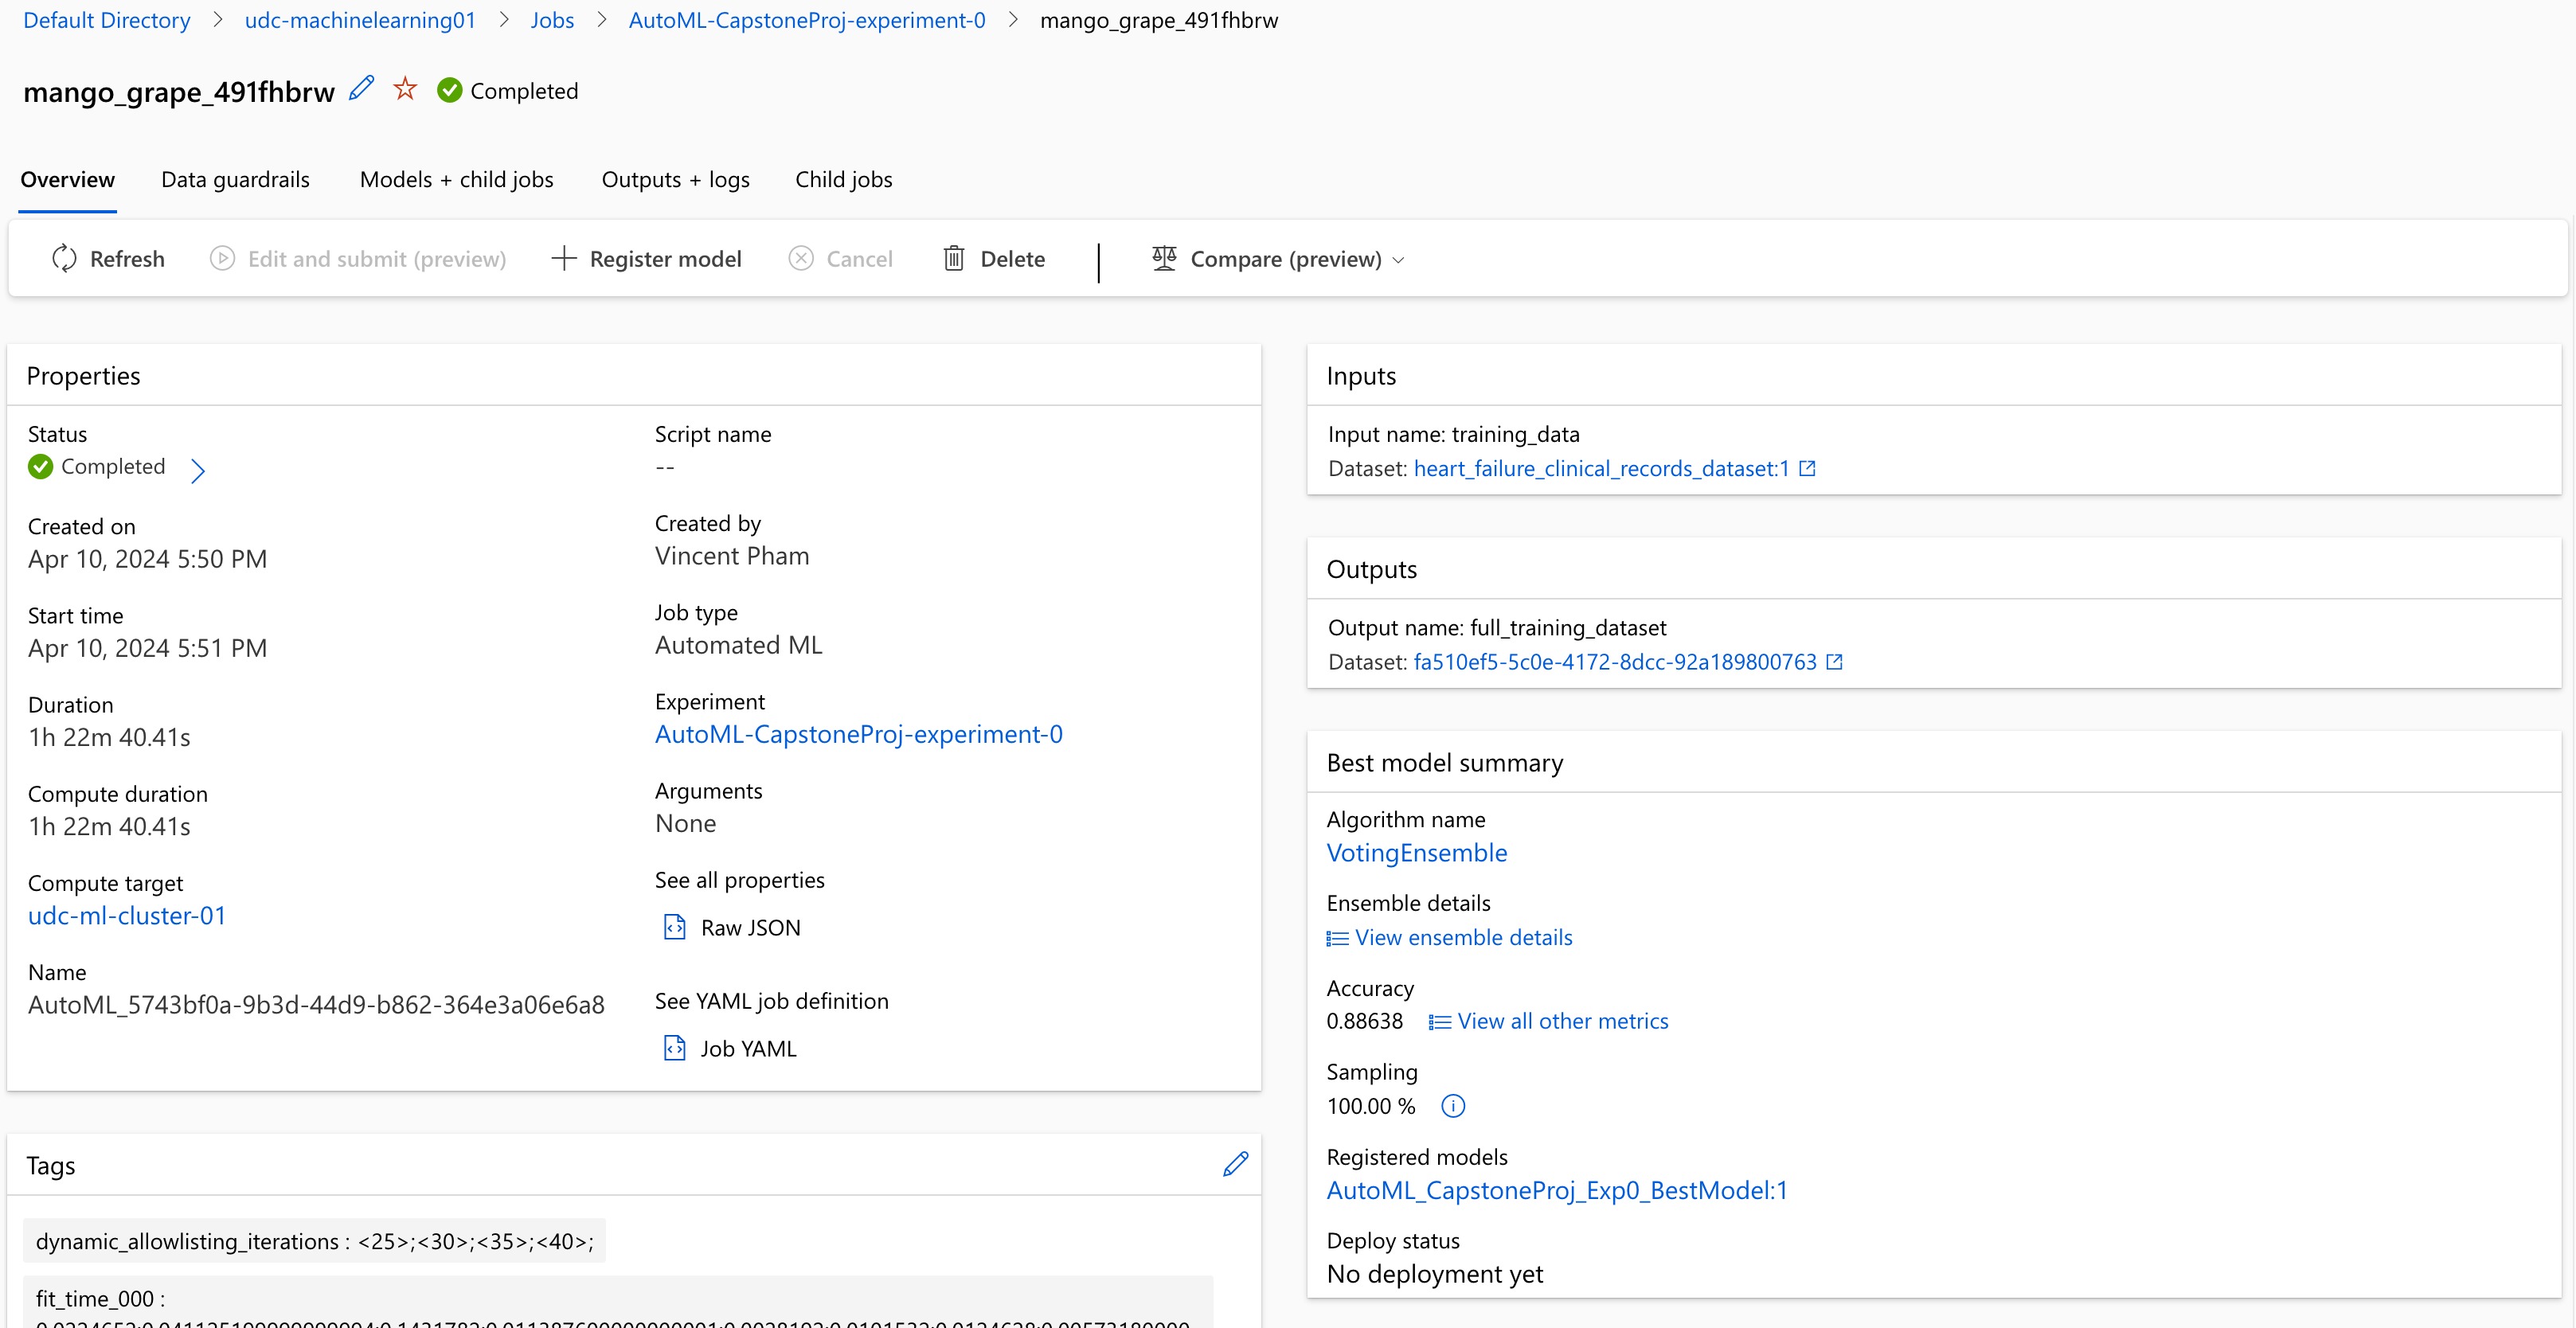 Default Directory > udc-machinelearning01 > Jobs > AutoML-CapstoneProj-experiment-0 > mango_grape_491fhbrw
mango_grape_491fhbrw Completed
Overview Data guardrails Models + child jobs Outputs + logs Child jobs
Refresh Edit and submit (preview) Register model Cancel Delete Compare (preview)
Properties
Status
Completed
Created on
Apr 10, 2024 5:50 PM
Start time
Apr 10, 2024 5:51 PM
Duration
1h 22m 40.41s
Compute duration
1h 22m 40.41s
Compute target
udc-ml-cluster-01
Name
AutoML_5743bf0a-9b3d-44d9-b862-364e3a06e6a8
Script name
--
Created by
Vincent Pham
Job type
Automated ML
Experiment
AutoML-CapstoneProj-experiment-0
Arguments
None
See all properties
Raw JSON
See YAML job definition
Job YAML
Tags
dynamic_allowlisting_iterations : <25>;<30>;<35>;<40>;
fit_time_000 :
Inputs
Input name: training_data
Dataset: heart_failure_clinical_records_dataset:1
Outputs
Output name: full_training_dataset
Dataset: fa510ef5-5c0e-4172-8dcc-92a189800763
Best model summary
Algorithm name
VotingEnsemble
Ensemble details
View ensemble details
Accuracy
0.88638 View all other metrics
Sampling
100.00 %
Registered models
AutoML_CapstoneProj_Exp0_BestModel:1
Deploy status
No deployment yet